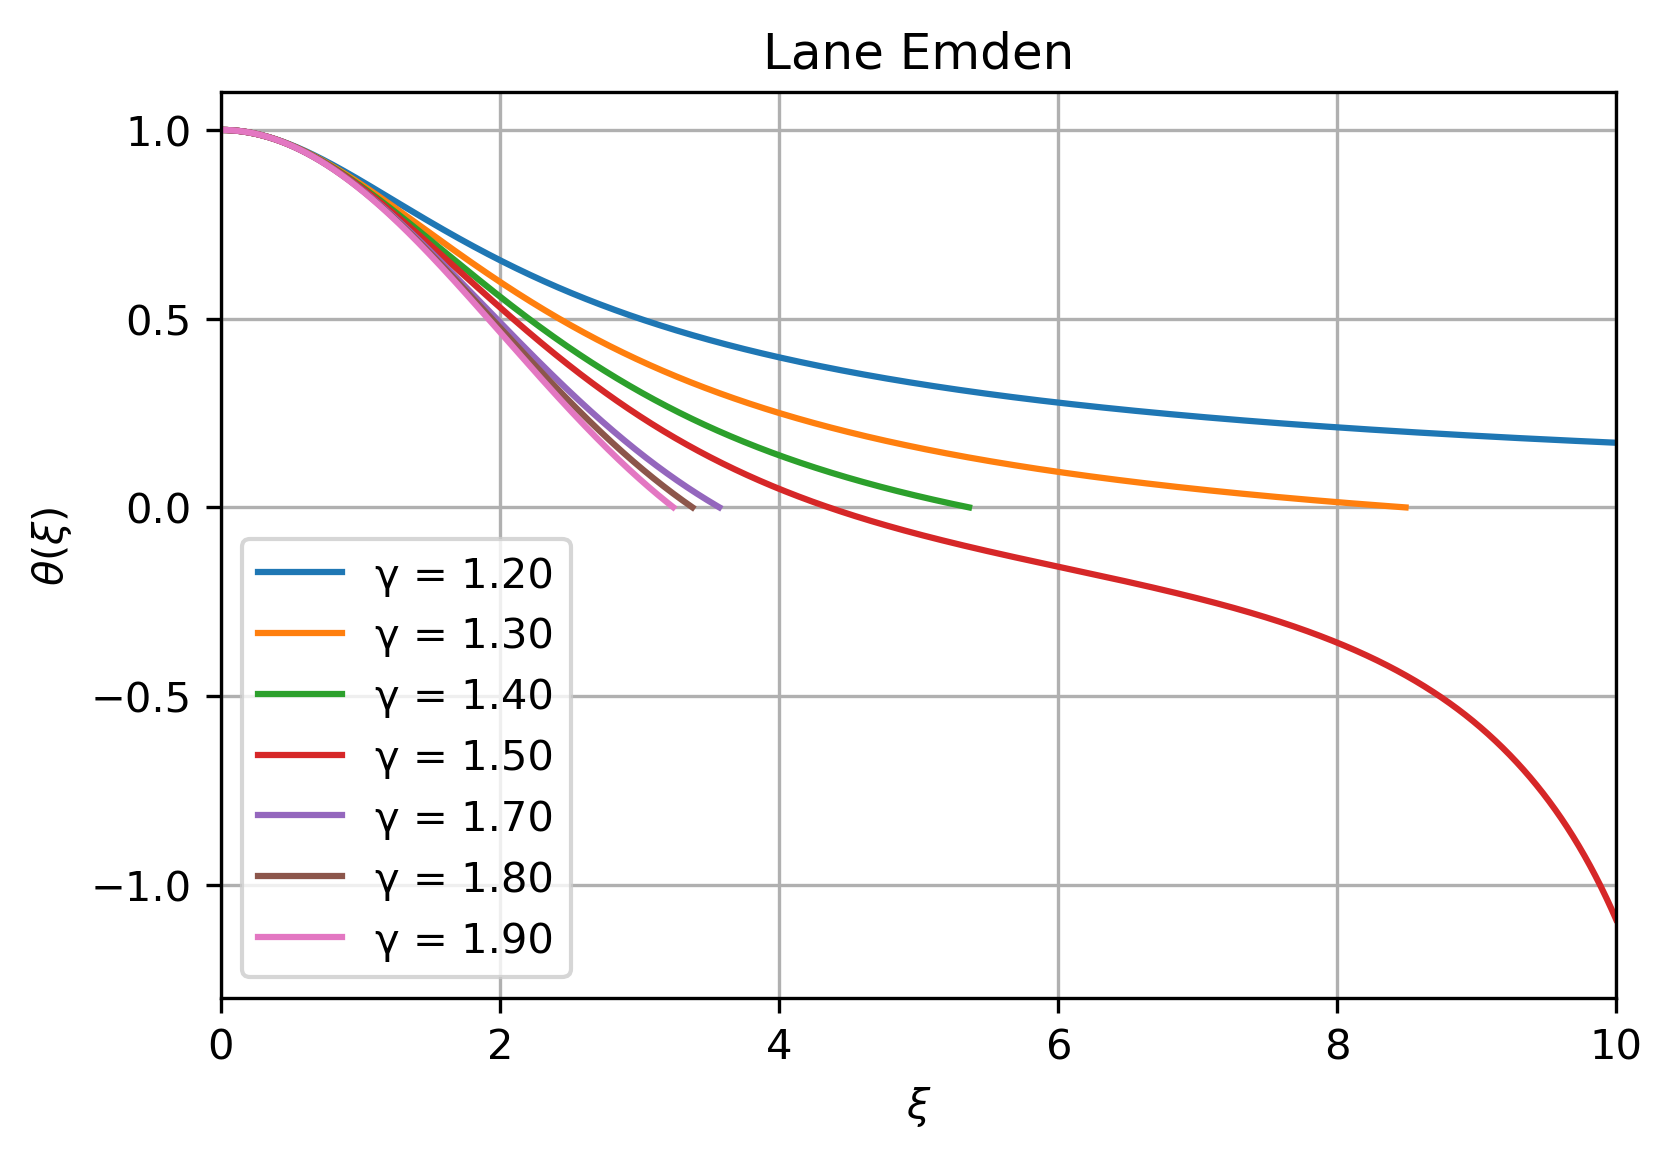 Lane Emden
θ(ξ)
1.0
0.5
0.0
−0.5
−1.0
γ = 1.20
γ = 1.30
γ = 1.40
γ = 1.50
γ = 1.70
γ = 1.80
γ = 1.90
0 2 4 6 8 10
ξ